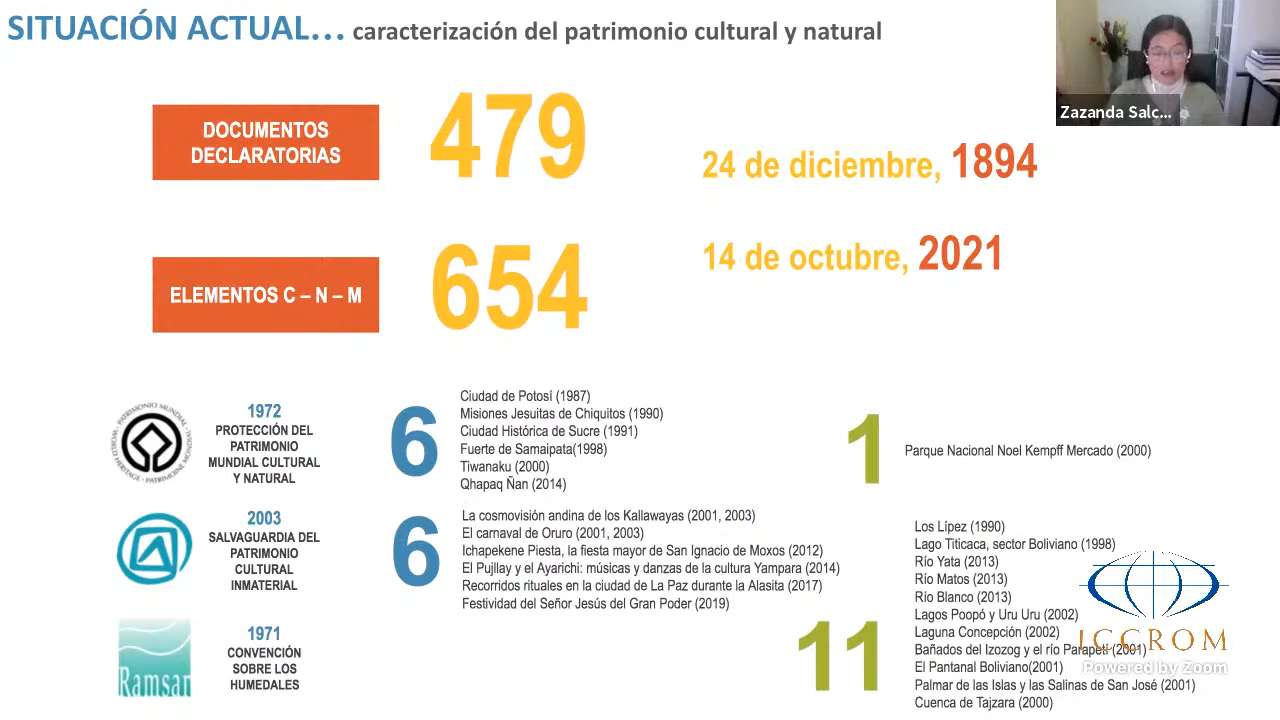 SITUACIÓN ACTUAL… caracterización del patrimonio cultural y natural
Zazanda Salc...
DOCUMENTOS
DECLARATORIAS
479
24 de diciembre, 1894
14 de octubre, 2021
ELEMENTOS C – N – M
654
1972
PROTECCIÓN DEL
PATRIMONIO
MUNDIAL CULTURAL
Y NATURAL
6
Ciudad de Potosí (1987)
Misiones Jesuitas de Chiquitos (1990)
Ciudad Histórica de Sucre (1991)
Fuerte de Samaipata(1998)
Tiwanaku (2000)
Qhapaq Ñan (2014)
1
Parque Nacional Noel Kempff Mercado (2000)
2003
SALVAGUARDIA DEL
PATRIMONIO
CULTURAL
INMATERIAL
6
La cosmovisión andina de los Kallawayas (2001, 2003)
El carnaval de Oruro (2001, 2003)
Ichapekene Piesta, la fiesta mayor de San Ignacio de Moxos (2012)
El Pujllay y el Ayarichi: músicas y danzas de la cultura Yampara (2014)
Recorridos rituales en la ciudad de La Paz durante la Alasita (2017)
Festividad del Señor Jesús del Gran Poder (2019)
Ramsar
1971
CONVENCIÓN
SOBRE LOS
HUMEDALES
11
Los Lípez (1990)
Lago Titicaca, sector Boliviano (1998)
Río Yata (2013)
Río Matos (2013)
Río Blanco (2013)
Lagos Poopó y Uru Uru (2002)
Laguna Concepción (2002)
Bañados del Izozog y el río Parapetí (2001)
El Pantanal Boliviano(2001)
Palmar de las Islas y las Salinas de San José (2001)
Cuenca de Tajzara (2000)
ICCROM
Powered by Zoom